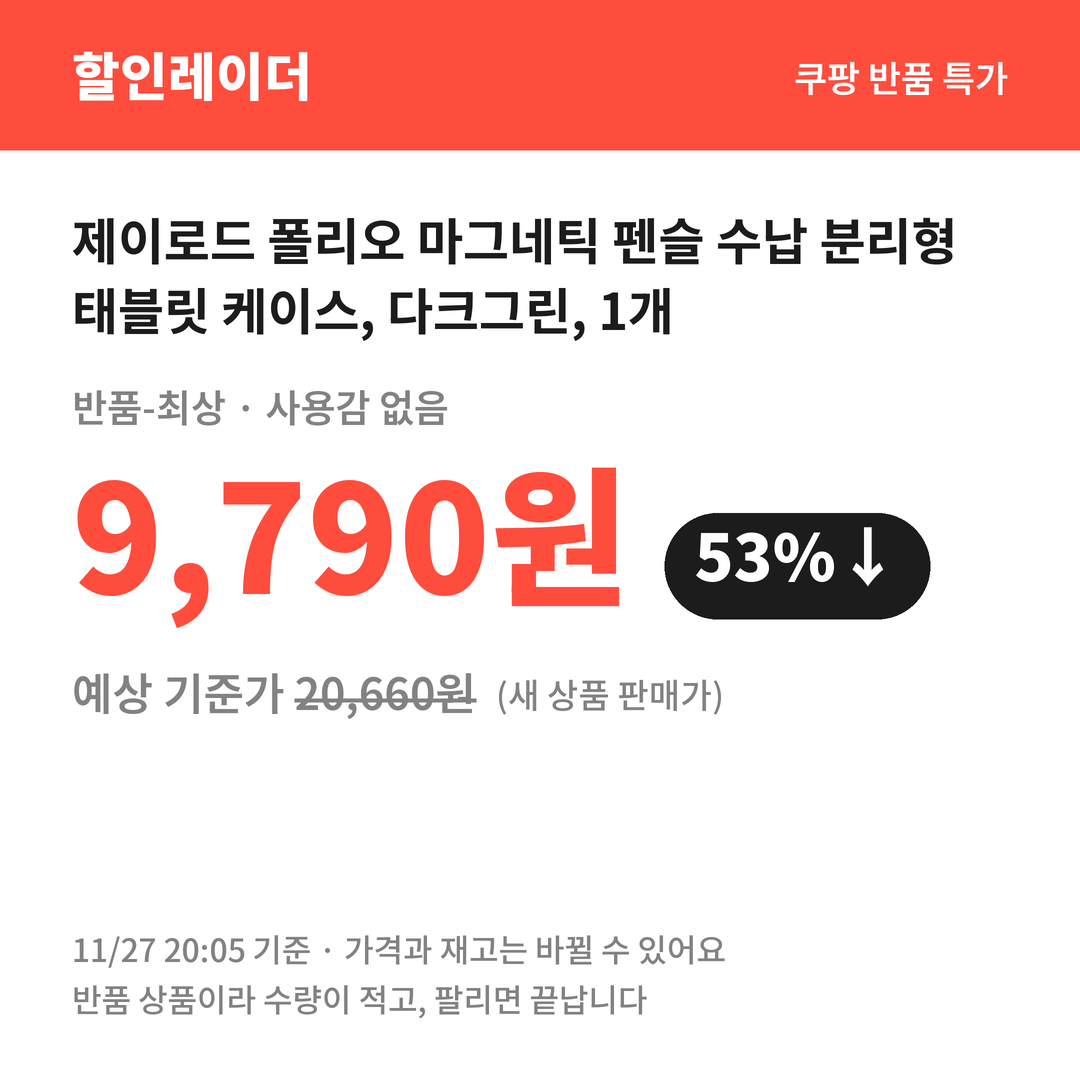 할인레이더
쿠팡 반품 특가
제이로드 폴리오 마그네틱 펜슬 수납 분리형
태블릿 케이스, 다크그린, 1개
반품-최상 · 사용감 없음
9,790원
53%↓
예상 기준가 20,660원 (새 상품 판매가)
11/27 20:05 기준 · 가격과 재고는 바뀔 수 있어요
반품 상품이라 수량이 적고, 팔리면 끝납니다